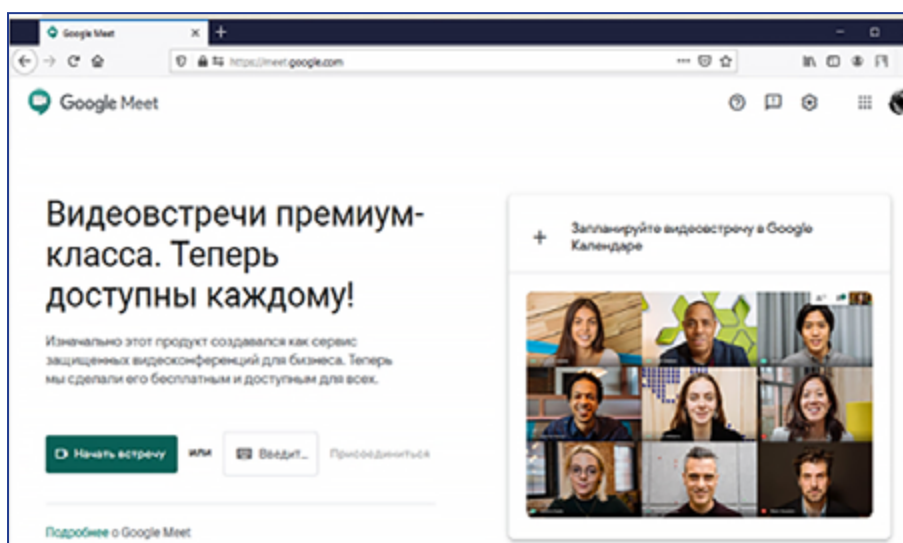 Google Meet
https://meet.google.com
Google Meet
Видеовстречи премиум-
класса. Теперь
доступны каждому!
Изначально этот продукт создавался как сервис
защищенных видеоконференций для бизнеса. Теперь
мы сделали его бесплатным и доступным для всех.
Начать встречу или Введит... Присоединиться
Подробнее о Google Meet
Запланируйте видеовстречу в Google
Календаре